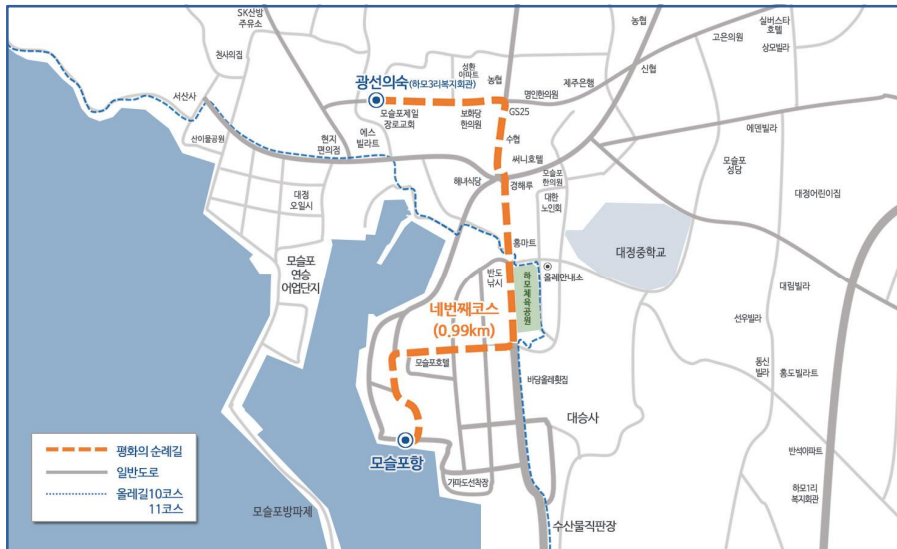 SK산방
주유소
천사의집
서산사
산이물공원
현지
편의점
대정
오일시
모슬포
연승
어업단지
광선의숙(하모3리복지회관)
모슬포제일
장로교회
에스
빌라트
성환
아파트
보화당
한의원
농협
명인한의원
GS25
수협
써니호텔
해녀식당
경해루
모슬포
한의원
대한
노인회
제주은행
신협
농협
고은의원
실버스타
호텔
상모빌라
에덴빌라
모슬포
성당
대정어린이집
대정중학교
홍마트
올레안내소
반도
낚시
하모체육공원
네번째코스
(0.99km)
모슬포호텔
바당올레횟집
대승사
대림빌라
선우빌라
동신
빌라
홍도빌라트
반석아파트
하모1리
복지회관
모슬포항
가파도선착장
수산물직판장
모슬포방파제
평화의 순례길
일반도로
올레길10코스
11코스